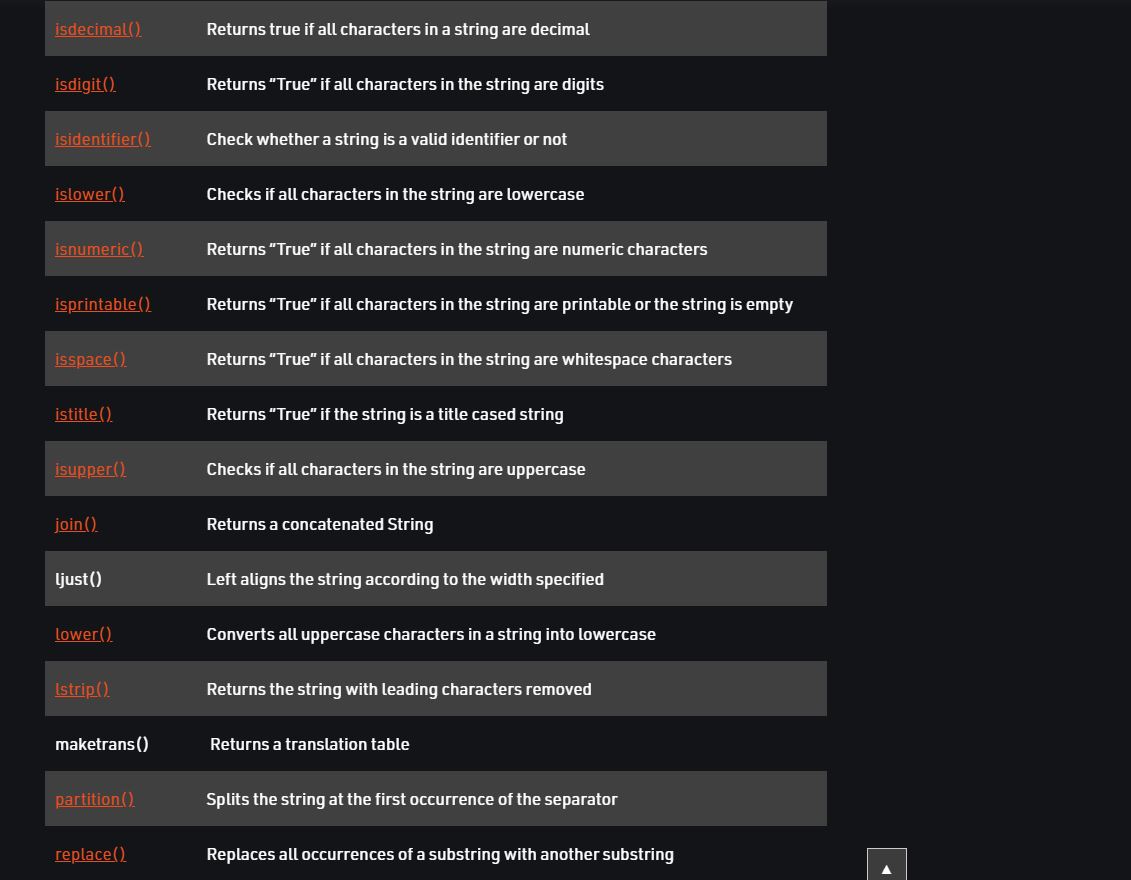 isdecimal() Returns true if all characters in a string are decimal
isdigit() Returns “True” if all characters in the string are digits
isidentifier() Check whether a string is a valid identifier or not
islower() Checks if all characters in the string are lowercase
isnumeric() Returns “True” if all characters in the string are numeric characters
isprintable() Returns “True” if all characters in the string are printable or the string is empty
isspace() Returns “True” if all characters in the string are whitespace characters
istitle() Returns “True” if the string is a title cased string
isupper() Checks if all characters in the string are uppercase
join() Returns a concatenated String
ljust() Left aligns the string according to the width specified
lower() Converts all uppercase characters in a string into lowercase
lstrip() Returns the string with leading characters removed
maketrans() Returns a translation table
partition() Splits the string at the first occurrence of the separator
replace() Replaces all occurrences of a substring with another substring